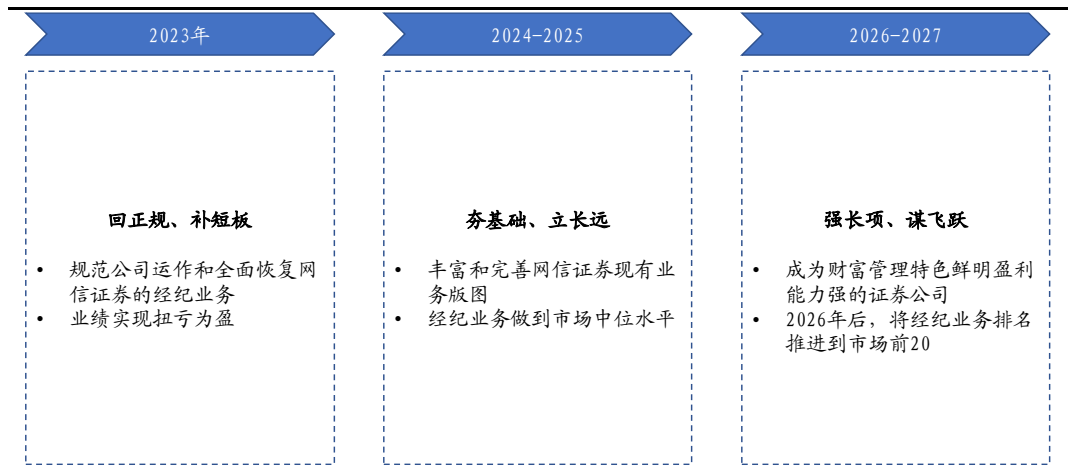 2023年
2024-2025
2026-2027
回正规、补短板
• 规范公司运作和全面恢复网
信证券的经纪业务
• 业绩实现扭亏为盈
夯基础、立长远
• 丰富和完善网信证券现有业
务版图
• 经纪业务做到市场中位水平
强长项、谋飞跃
• 成为财富管理特色鲜明盈利
能力强的证券公司
• 2026年后，将经纪业务排名
推进到市场前20